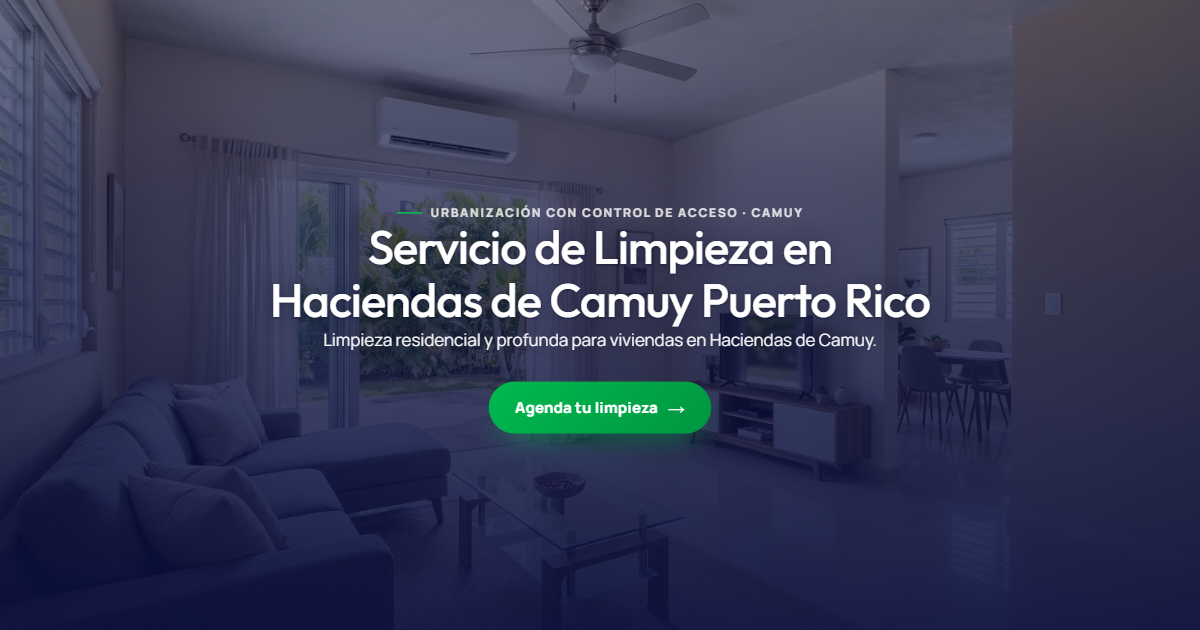 URBANIZACIÓN CON CONTROL DE ACCESO · CAMUY
Servicio de Limpieza en
Haciendas de Camuy Puerto Rico
Limpieza residencial y profunda para viviendas en Haciendas de Camuy.
Agenda tu limpieza →